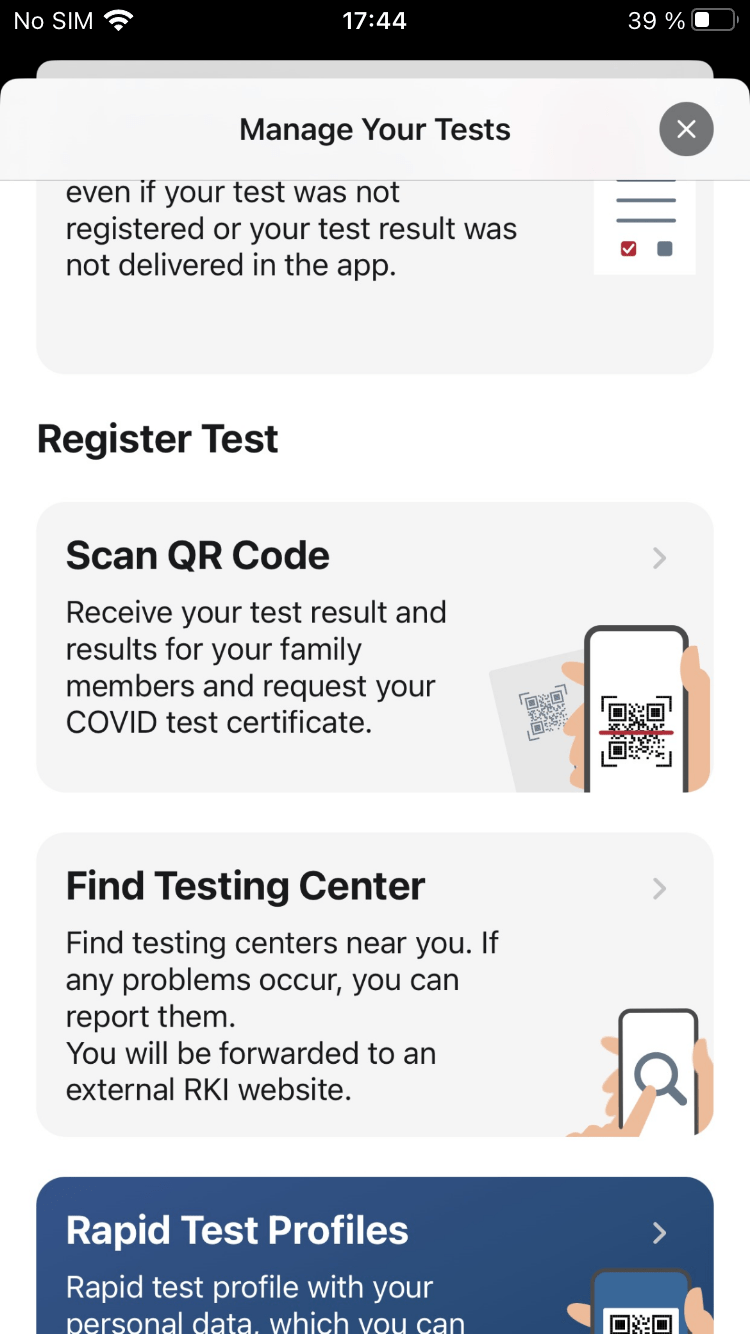 No SIM 17:44 39 %
Manage Your Tests
even if your test was not
registered or your test result was
not delivered in the app.
Register Test
Scan QR Code
Receive your test result and
results for your family
members and request your
COVID test certificate.
Find Testing Center
Find testing centers near you. If
any problems occur, you can
report them.
You will be forwarded to an
external RKI website.
Rapid Test Profiles
Rapid test profile with your
personal data, which you can